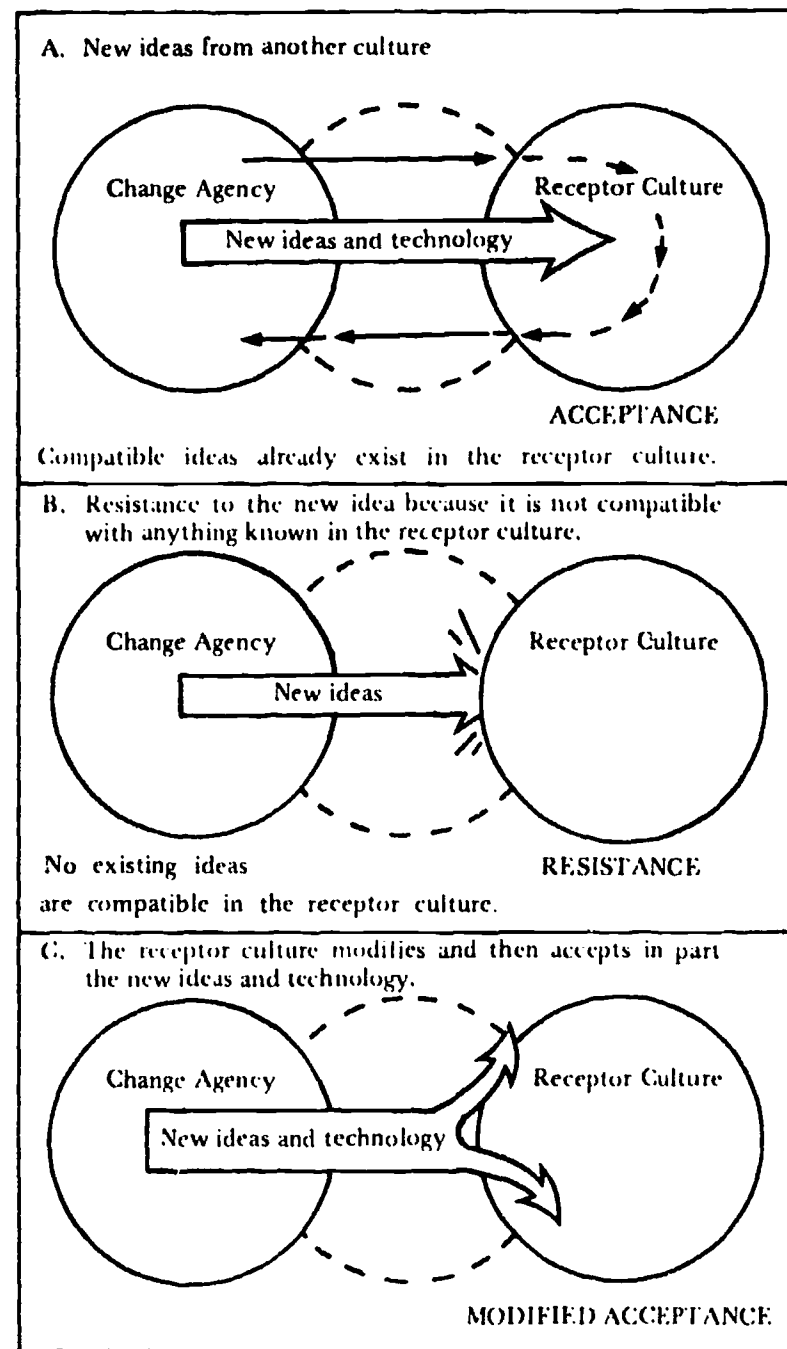 A. New ideas from another culture
Change Agency
Receptor Culture
New ideas and technology
ACCEPTANCE
Compatible ideas already exist in the receptor culture.
B. Resistance to the new idea because it is not compatible
with anything known in the receptor culture.
Change Agency
Receptor Culture
New ideas
No existing ideas
RESISTANCE
are compatible in the receptor culture.
C. The receptor culture modifies and then accepts in part
the new ideas and technology.
Change Agency
Receptor Culture
New ideas and technology
MODIFIED ACCEPTANCE